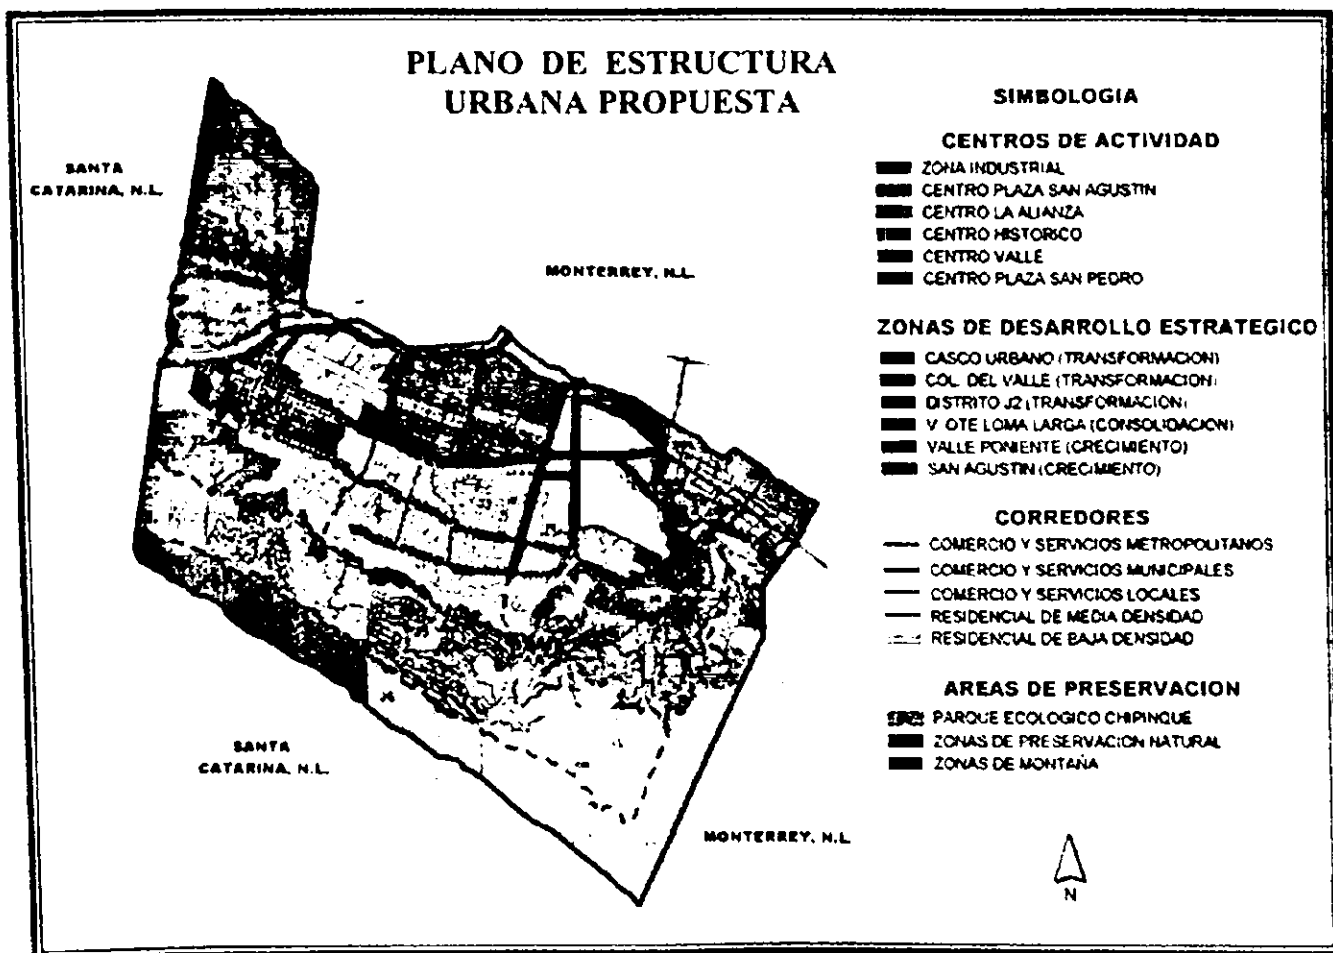 PLANO DE ESTRUCTURA
URBANA PROPUESTA
SANTA
CATARINA, N.L.
MONTERREY, N.L.
SANTA
CATARINA, N.L.
MONTERREY, N.L.
SIMBOLOGIA
CENTROS DE ACTIVIDAD
ZONA INDUSTRIAL
CENTRO PLAZA SAN AGUSTIN
CENTRO LA ALIANZA
CENTRO HISTORICO
CENTRO VALLE
CENTRO PLAZA SAN PEDRO
ZONAS DE DESARROLLO ESTRATEGICO
CASCO URBANO (TRANSFORMACION)
COL. DEL VALLE (TRANSFORMACION)
DISTRITO J2 (TRANSFORMACION)
V OTE LOMA LARGA (CONSOLIDACION)
VALLE PONIENTE (CRECIMIENTO)
SAN AGUSTIN (CRECIMIENTO)
CORREDORES
COMERCIO Y SERVICIOS METROPOLITANOS
COMERCIO Y SERVICIOS MUNICIPALES
COMERCIO Y SERVICIOS LOCALES
RESIDENCIAL DE MEDIA DENSIDAD
RESIDENCIAL DE BAJA DENSIDAD
AREAS DE PRESERVACION
PARQUE ECOLOGICO CHIPINQUE
ZONAS DE PRESERVACION NATURAL
ZONAS DE MONTAÑA
N